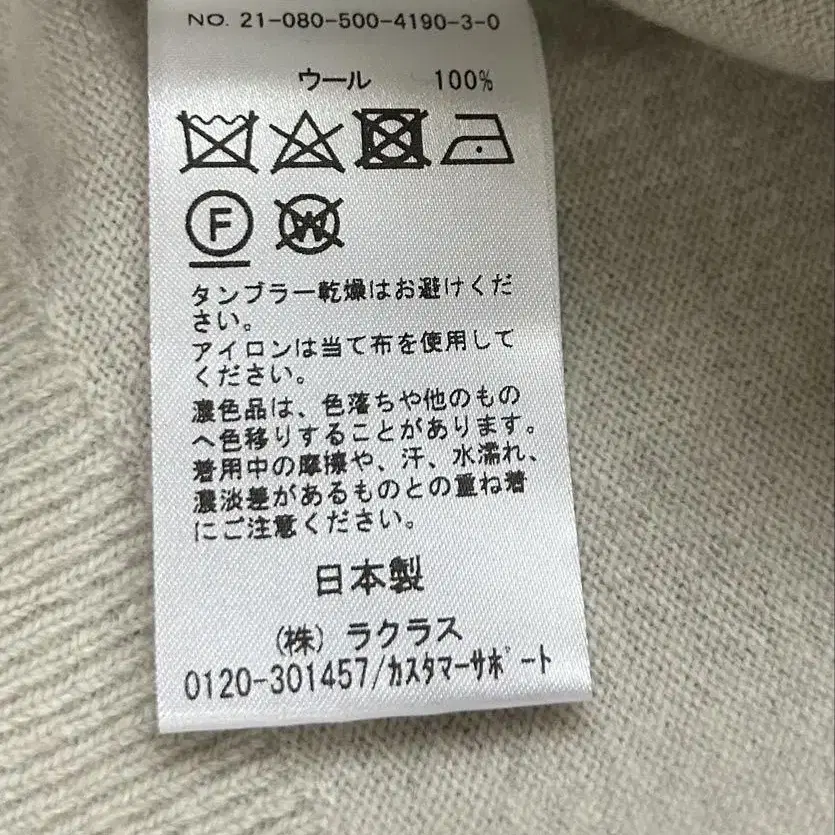 NO. 21-080-500-4190-3-0
ウール 100%
F
W
タンブラー乾燥はお避けくだ
さい。
アイロンは当て布を使用して
ください。
濃色品は、色落ちや他のもの
へ色移りすることがあります。
着用中の摩擦や、汗、水濡れ、
濃淡差があるものとの重ね着
にご注意ください。
日本製
(株) ラクラス
0120-301457/カスタマーサポート